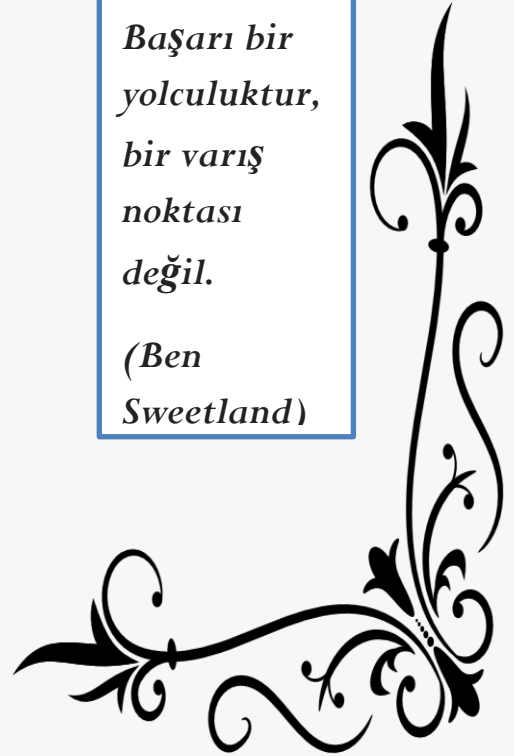 Başarı bir
yolculuktur,
bir varış
noktası
değil.
(Ben
Sweetland)